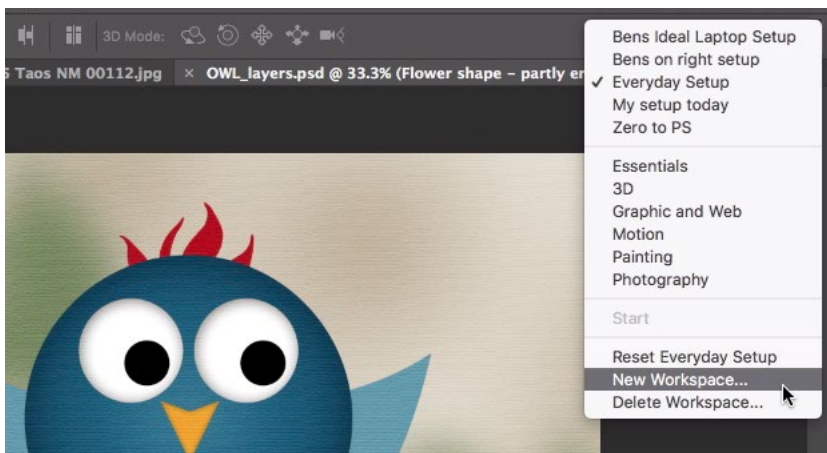 3D Mode:
5 Taos NM 00112.jpg × OWL_layers.psd @ 33.3% (Flower shape – partly er
Bens Ideal Laptop Setup
Bens on right setup
✓ Everyday Setup
My setup today
Zero to PS
Essentials
3D
Graphic and Web
Motion
Painting
Photography
Start
Reset Everyday Setup
New Workspace...
Delete Workspace...